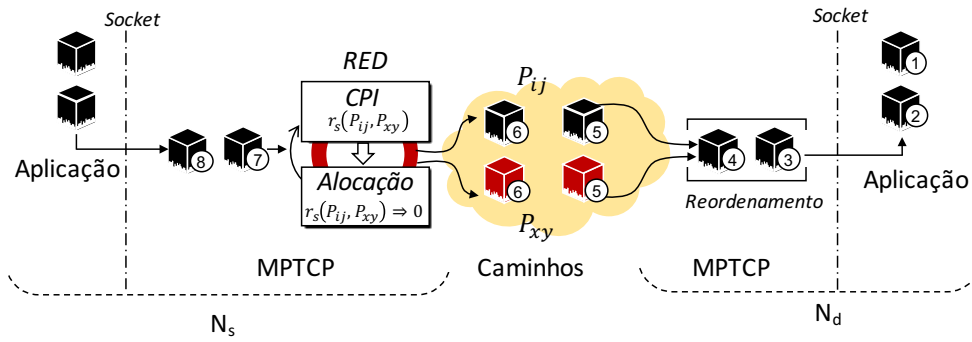 Socket
Socket
RED
CPI
r_s(P_ij, P_xy)
Alocação
r_s(P_ij, P_xy) ⇒ 0
P_ij
P_xy
1
2
8
7
6
5
6
5
4
3
Aplicação
Aplicação
Reordenamento
MPTCP
Caminhos
MPTCP
N_s
N_d